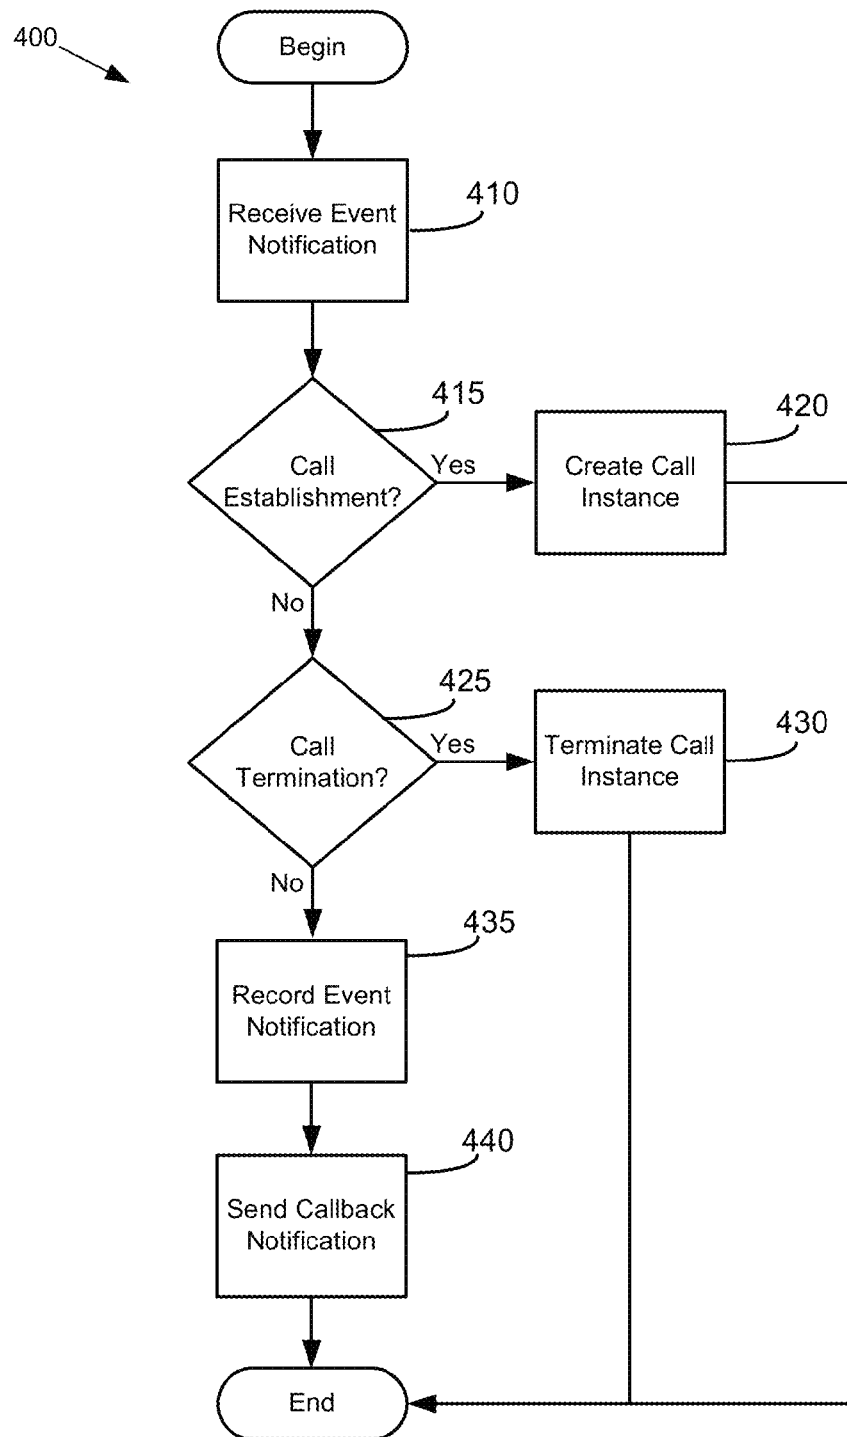 400
Begin
Receive Event
Notification
410
Call
Establishment?
415
Yes
Create Call
Instance
420
No
Call
Termination?
425
Yes
Terminate Call
Instance
430
No
Record Event
Notification
435
Send Callback
Notification
440
End